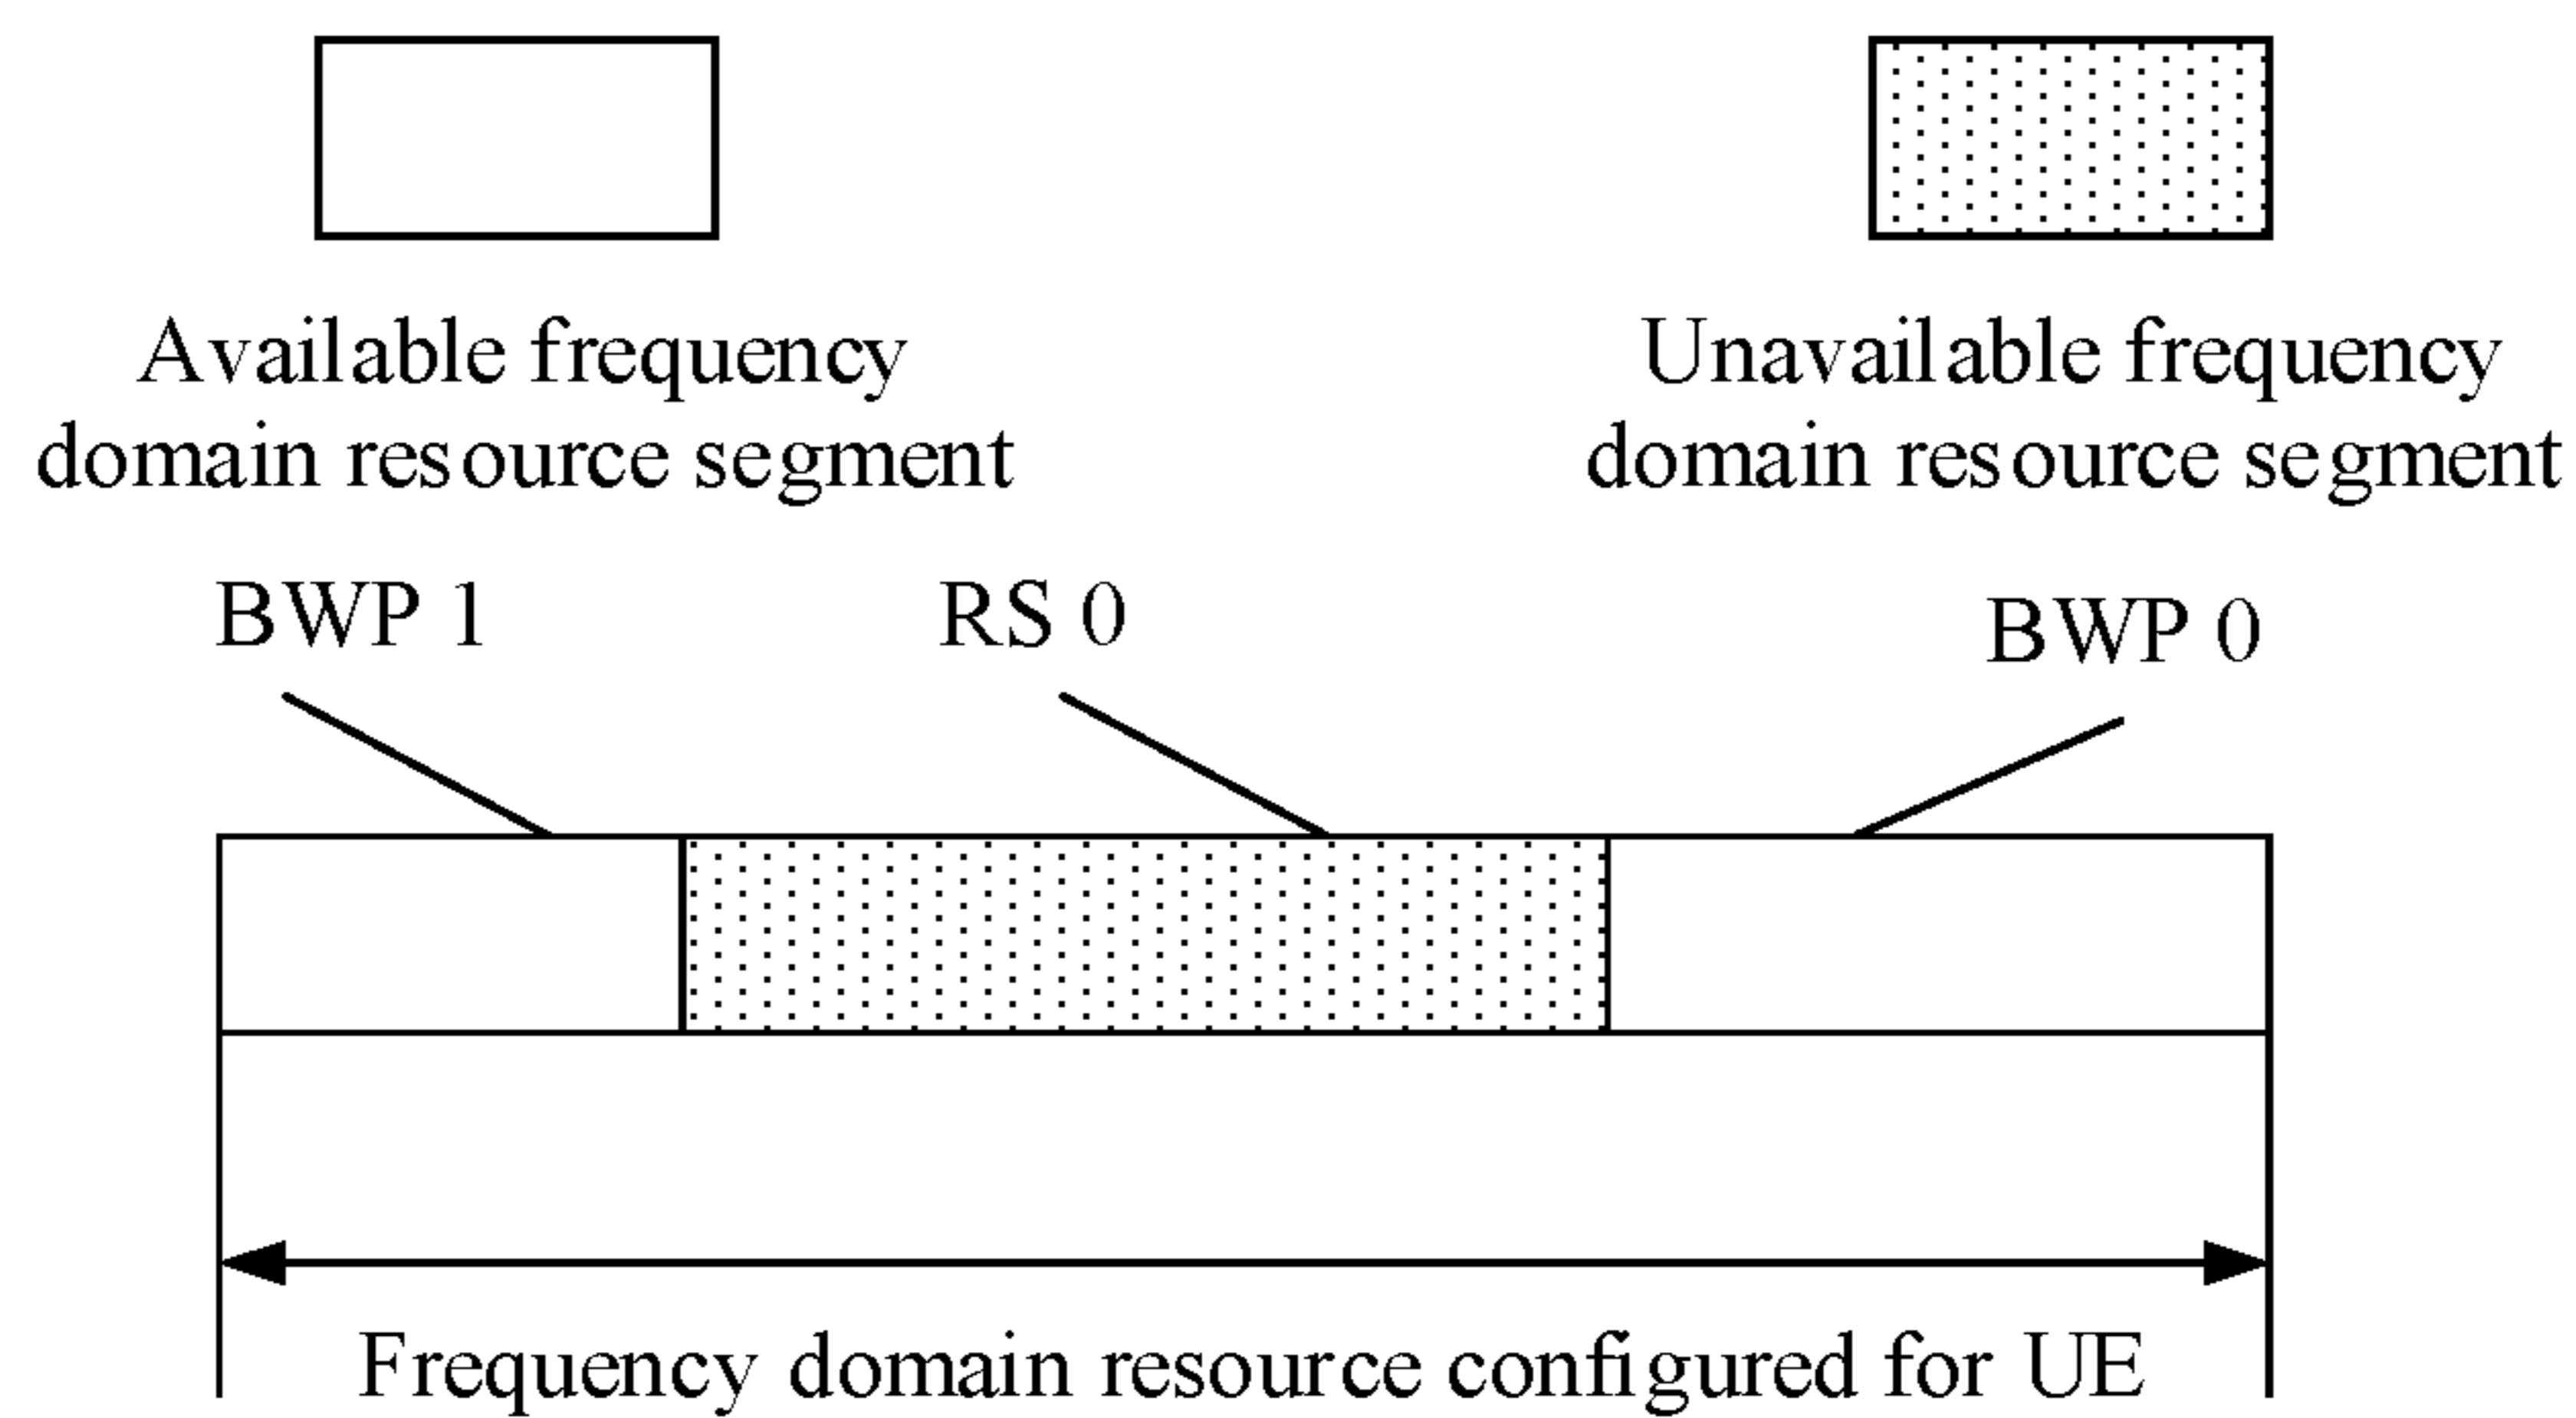 Available frequency
domain resource segment
Unavailable frequency
domain resource segment
BWP 1
RS 0
BWP 0
Frequency domain resource configured for UE